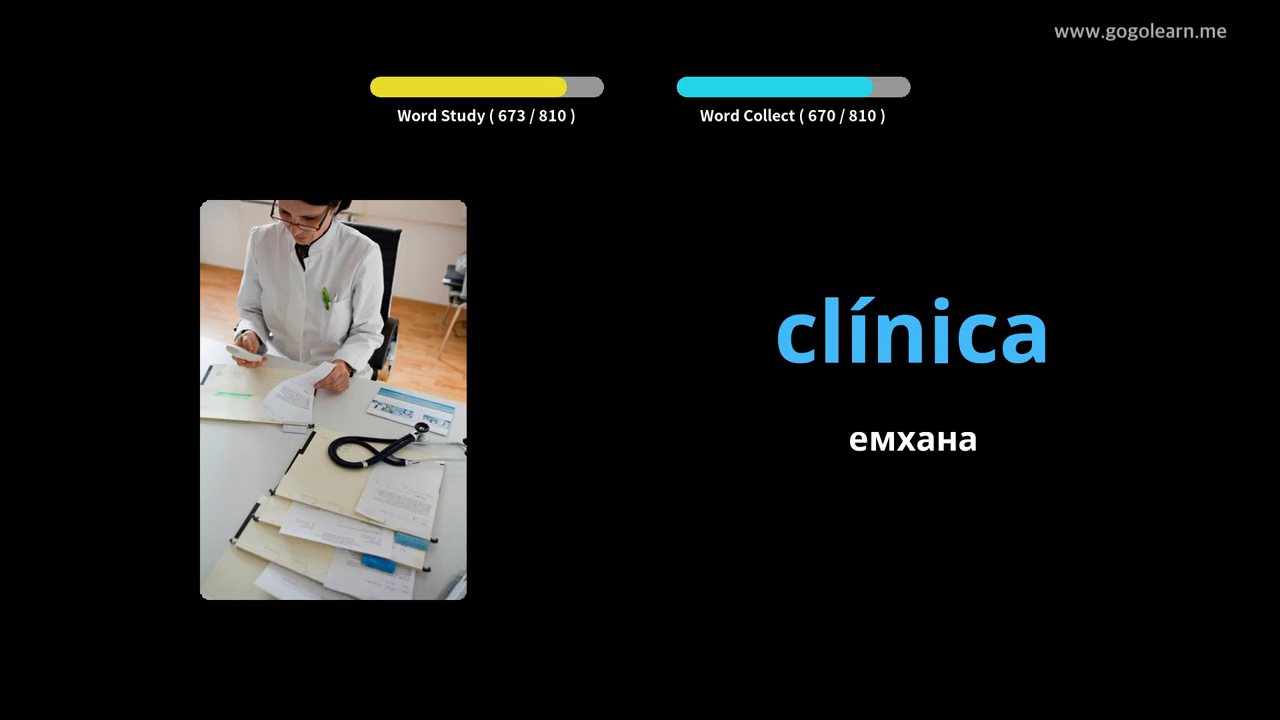 www.gogolearn.me
Word Study ( 673 / 810 )
Word Collect ( 670 / 810 )
clínica
емхана